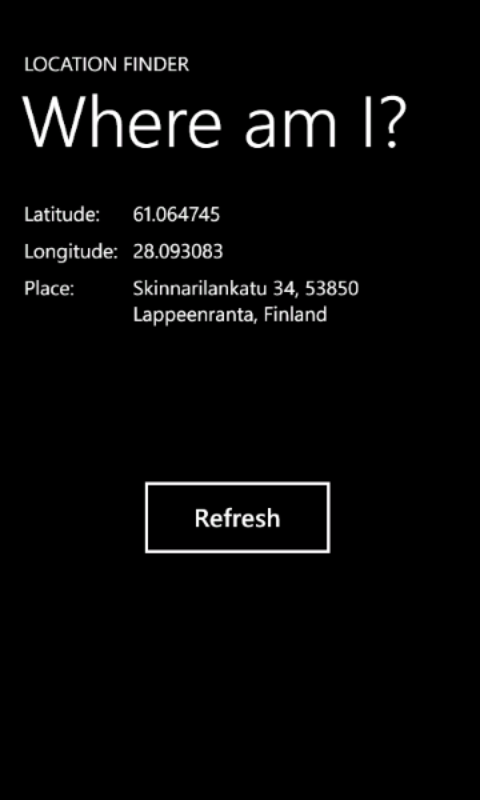 LOCATION FINDER
Where am I?
Latitude: 61.064745
Longitude: 28.093083
Place: Skinnarilankatu 34, 53850
Lappeenranta, Finland
Refresh